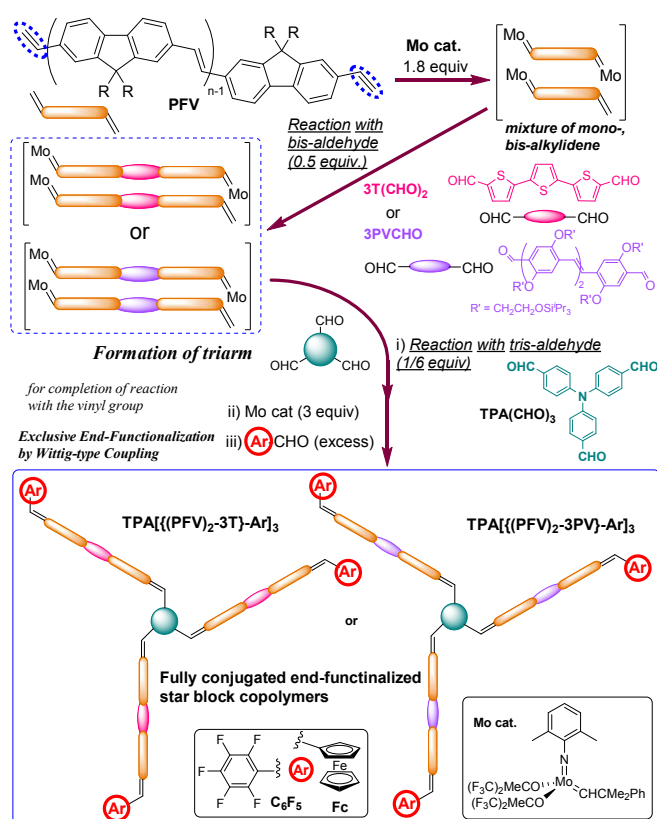 R R
PFV
n-1
R R
Mo cat.
1.8 equiv
Mo
Mo
mixture of mono-,
bis-alkylidene
Reaction with
bis-aldehyde
(0.5 equiv.)
Mo
Mo
or
Mo
Mo
3T(CHO)2
or
3PVCHO
OHC S S S CHO
OHC CHO
OHC CHO
OR' OR'
O
R'O 2 R'O O
R' = CH2CH2OSiiPr3
Formation of triarm
CHO
OHC CHO
i) Reaction with tris-aldehyde
(1/6 equiv)
for completion of reaction
with the vinyl group
Exclusive End-Functionalization
by Wittig-type Coupling
ii) Mo cat (3 equiv)
iii) Ar-CHO (excess)
TPA(CHO)3
OHC CHO
N
CHO
Ar
TPA[{(PFV)2-3T}-Ar]3
Ar
Ar
TPA[{(PFV)2-3PV}-Ar]3
Ar
or
Fully conjugated end-functinalized
star block copolymers
Ar
Ar
F F
F
F F
C6F5
Ar
Fe
Fc
Mo cat.
N
Mo
(F3C)2MeCO
(F3C)2MeCO
CHCMe2Ph